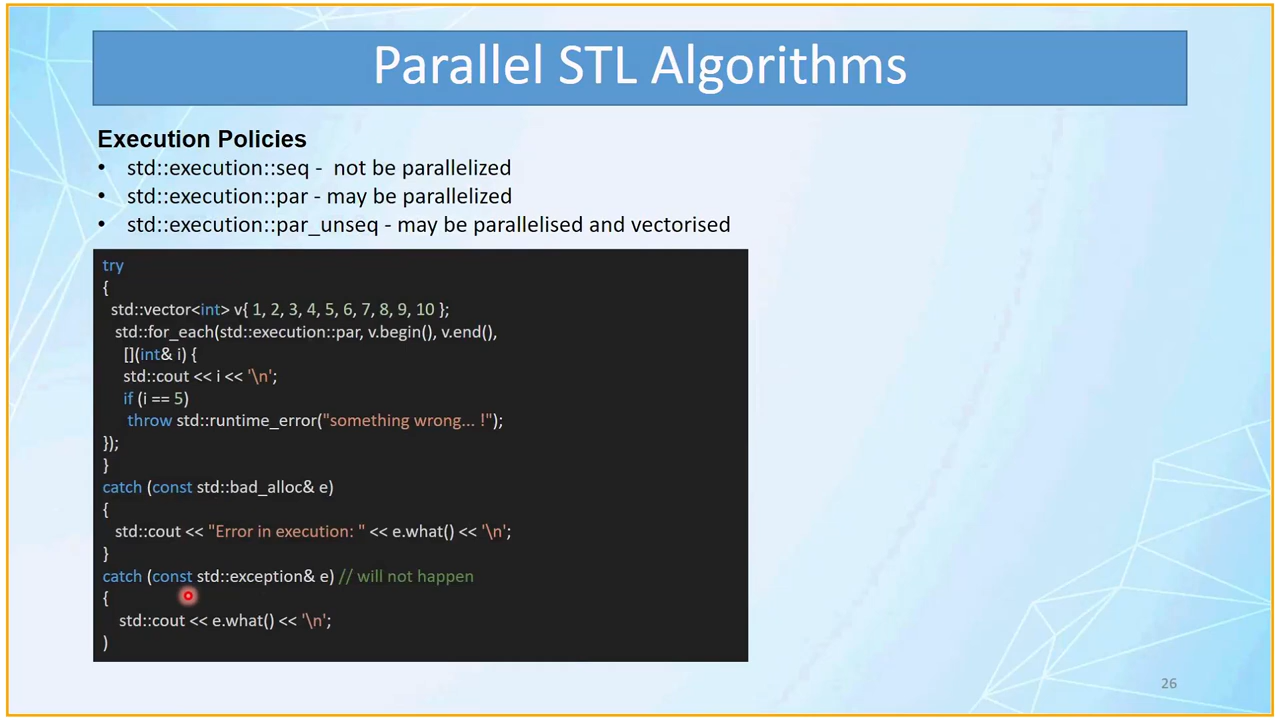 Parallel STL Algorithms
Execution Policies
• std::execution::seq - not be parallelized
• std::execution::par - may be parallelized
• std::execution::par_unseq - may be parallelised and vectorised
try
{
std::vector<int> v{ 1, 2, 3, 4, 5, 6, 7, 8, 9, 10 };
std::for_each(std::execution::par, v.begin(), v.end(),
[](int& i) {
std::cout << i << '\n';
if (i == 5)
throw std::runtime_error("something wrong... !");
});
}
catch (const std::bad_alloc& e)
{
std::cout << "Error in execution: " << e.what() << '\n';
}
catch (const std::exception& e) // will not happen
{
std::cout << e.what() << '\n';
)
26